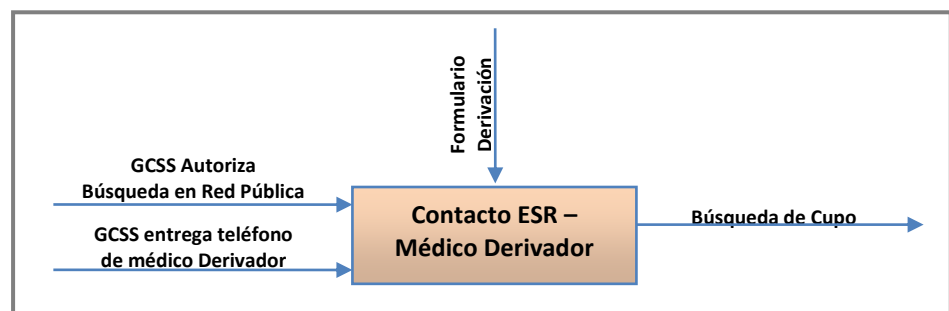 Formulario
Derivación
GCSS Autoriza
Búsqueda en Red Pública
GCSS entrega teléfono
de médico Derivador
Contacto ESR –
Médico Derivador
Búsqueda de Cupo